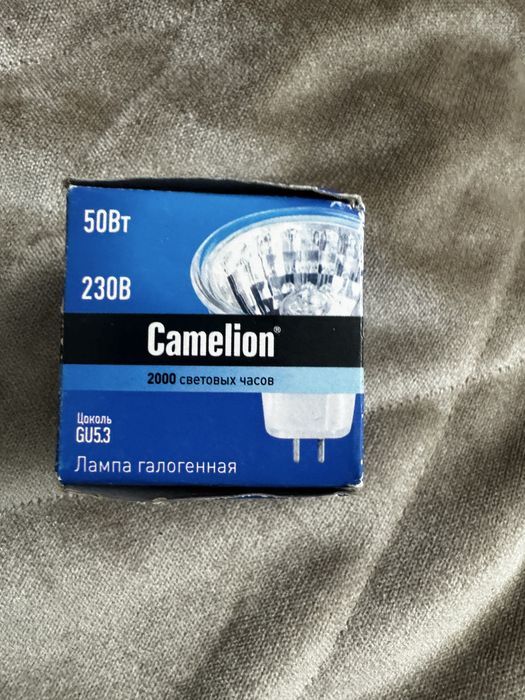 50Вт
230В
Camelion®
2000 световых часов
Цоколь
GU5.3
Лампа галогенная